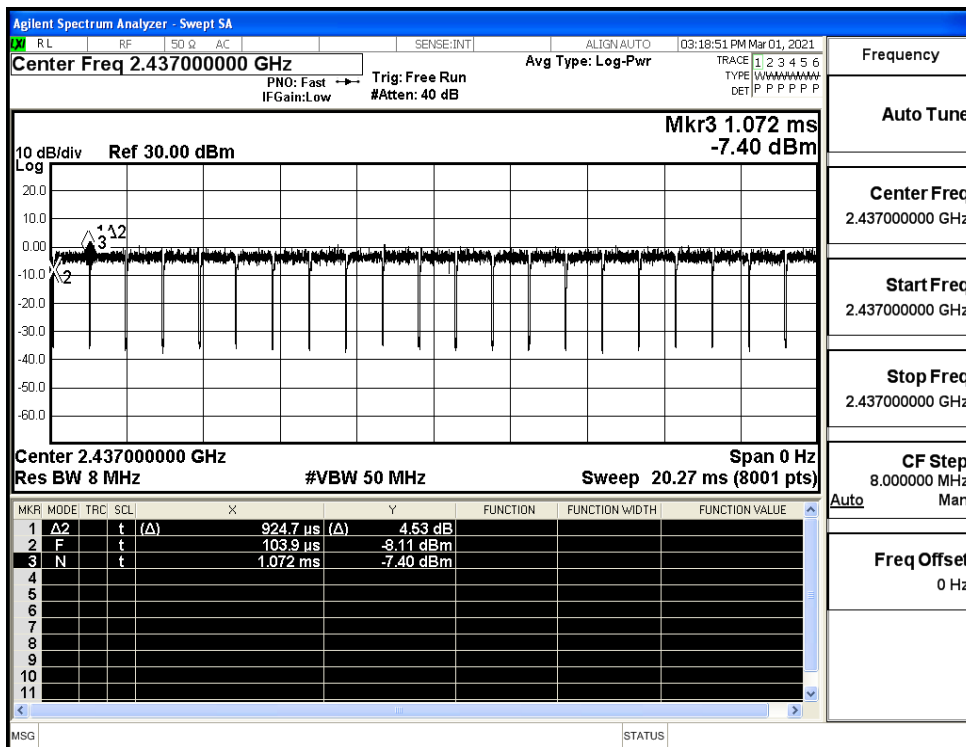 Agilent Spectrum Analyzer - Swept SA
LXI RL RF 50 Ω AC SENSE:INT ALIGN AUTO 03:18:51 PM Mar 01, 2021
Center Freq 2.437000000 GHz
PNO: Fast
IFGain:Low
Trig: Free Run
#Atten: 40 dB
Avg Type: Log-Pwr
TRACE 1 2 3 4 5 6
TYPE WWWWWW
DET P P P P P P
Mkr3 1.072 ms
-7.40 dBm
10 dB/div Ref 30.00 dBm
Log
20.0
10.0
0.00
-10.0
-20.0
-30.0
-40.0
-50.0
-60.0
1Δ2
3
2
Center 2.437000000 GHz Span 0 Hz
Res BW 8 MHz #VBW 50 MHz Sweep 20.27 ms (8001 pts)
MKR MODE TRC SCL X Y FUNCTION FUNCTION WIDTH FUNCTION VALUE
1 Δ2 t (Δ) 924.7 µs (Δ) 4.53 dB
2 F t 103.9 µs -8.11 dBm
3 N t 1.072 ms -7.40 dBm
4
5
6
7
8
9
10
11
MSG STATUS
Frequency
Auto Tune
Center Freq
2.437000000 GHz
Start Freq
2.437000000 GHz
Stop Freq
2.437000000 GHz
CF Step
8.000000 MHz
Auto Man
Freq Offset
0 Hz